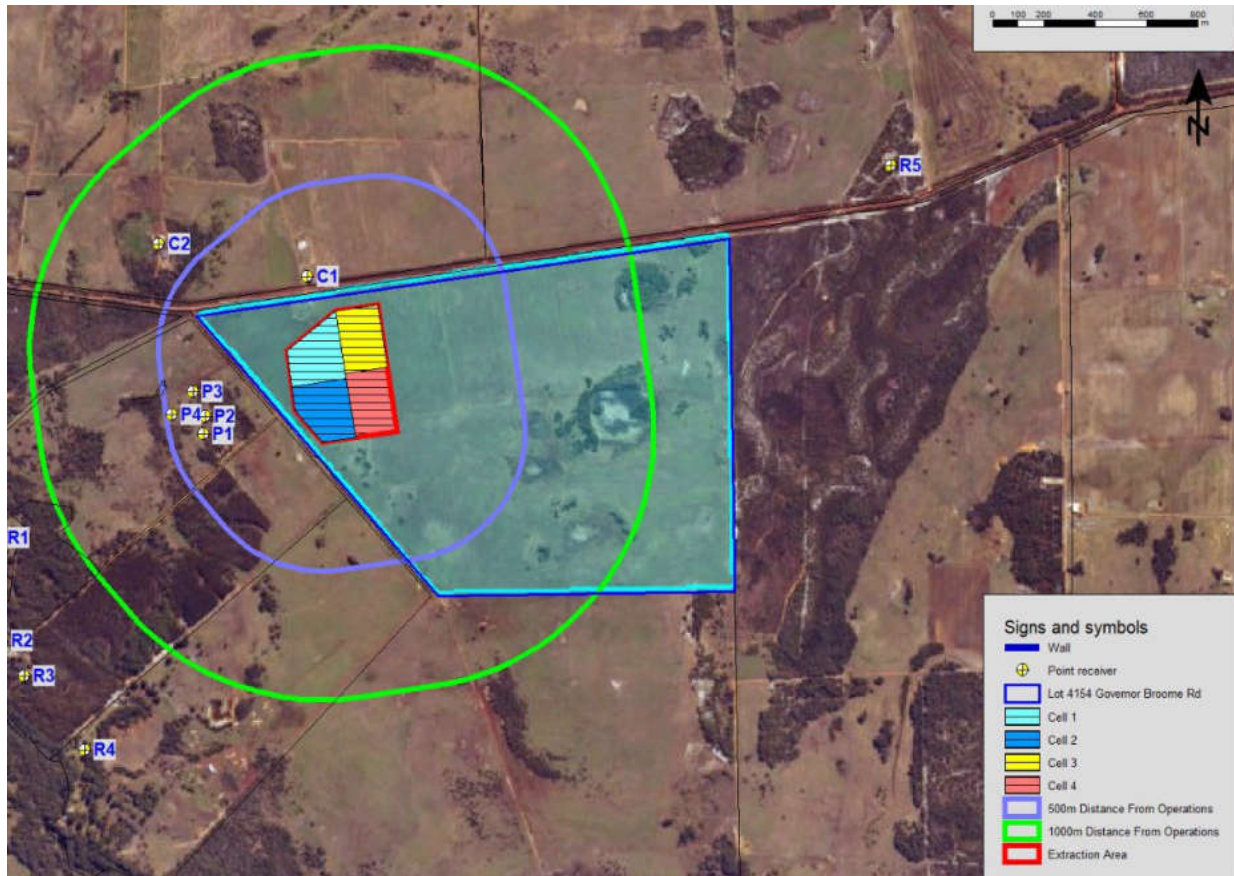 0 100 200 400 600 800
m
N
R5
C2
C1
P3
P4 P2
P1
R1
R2
R3
R4
Signs and symbols
Wall
Point receiver
Lot 4154 Governor Broome Rd
Cell 1
Cell 2
Cell 3
Cell 4
500m Distance From Operations
1000m Distance From Operations
Extraction Area